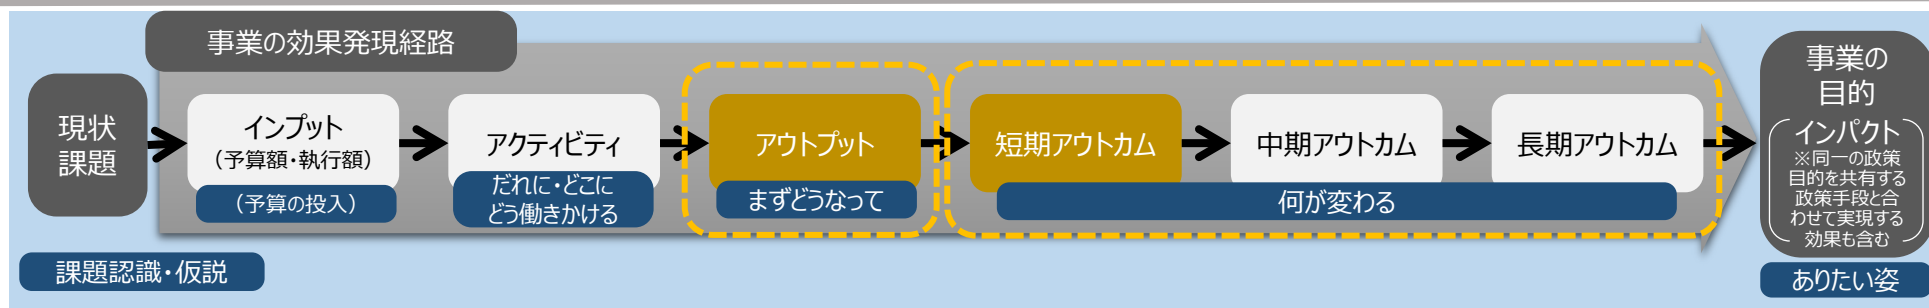 事業の効果発現経路
現状
課題
インプット
（予算額・執行額）
（予算の投入）
アクティビティ
だれに・どこに
どう働きかける
アウトプット
まずどうなって
短期アウトカム
中期アウトカム
長期アウトカム
何が変わる
事業の
目的
インパクト
※同一の政策
目的を共有する
政策手段と合
わせて実現する
効果も含む
課題認識・仮説
ありたい姿